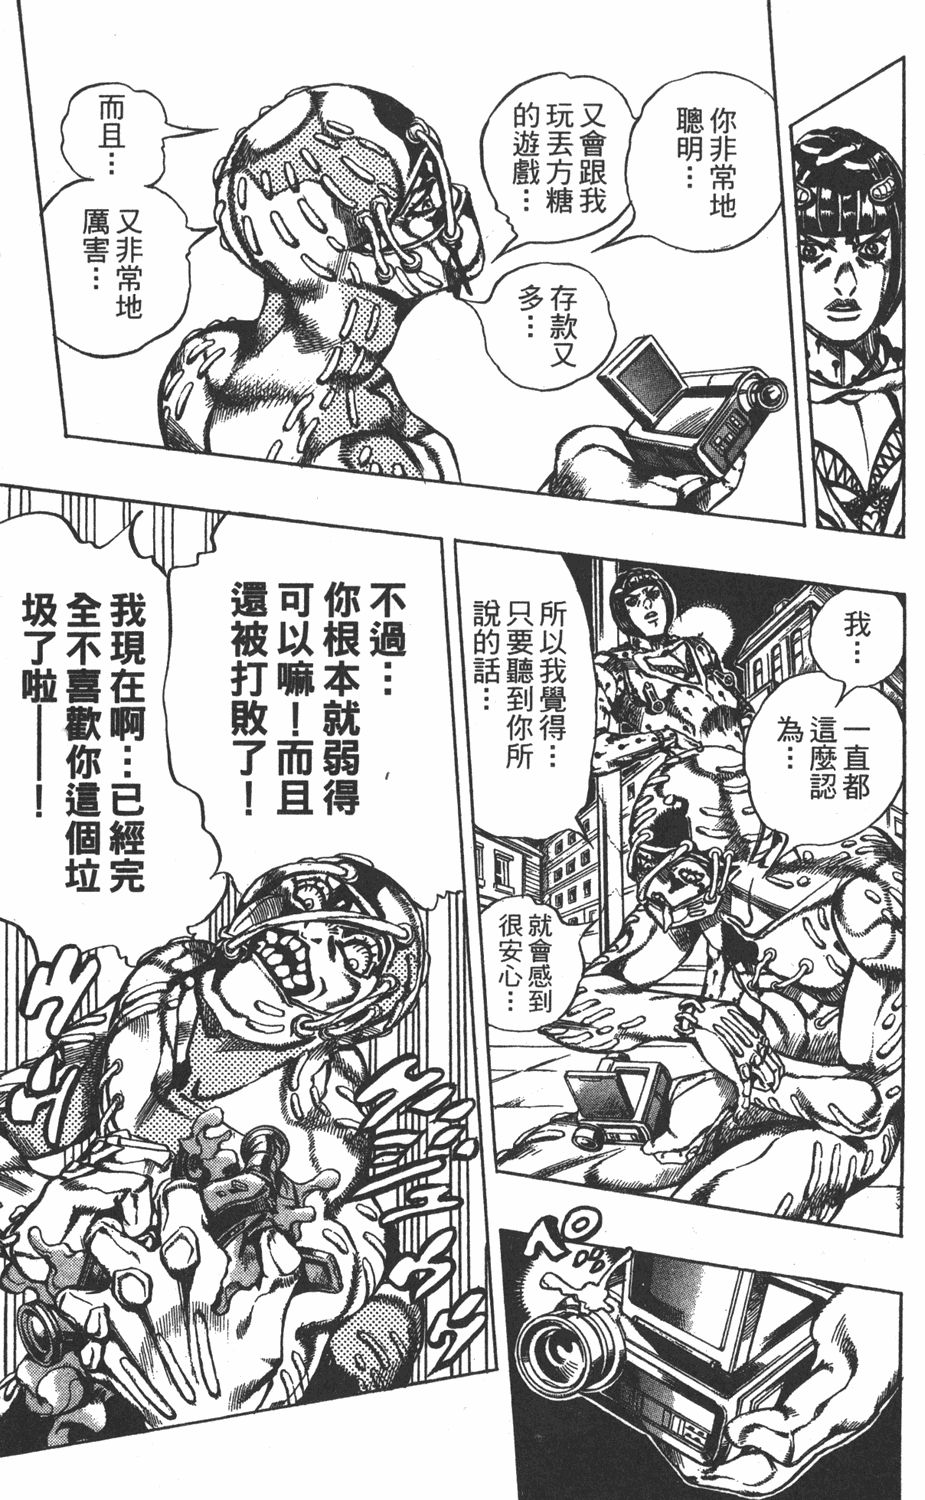 你非常地
聰明…
又會跟我
玩丟方糖
的遊戲…
存款又
多…
而且…
又非常地
厲害…
我…
一直都
這麼認
為…
所以我覺得…
只要聽到你所
說的話…
就會感到
很安心…
ペロ
不過…
你根本就弱得
可以嘛！而且
還被打敗了！
我現在啊…已經完
全不喜歡你這個垃
圾了啦——！